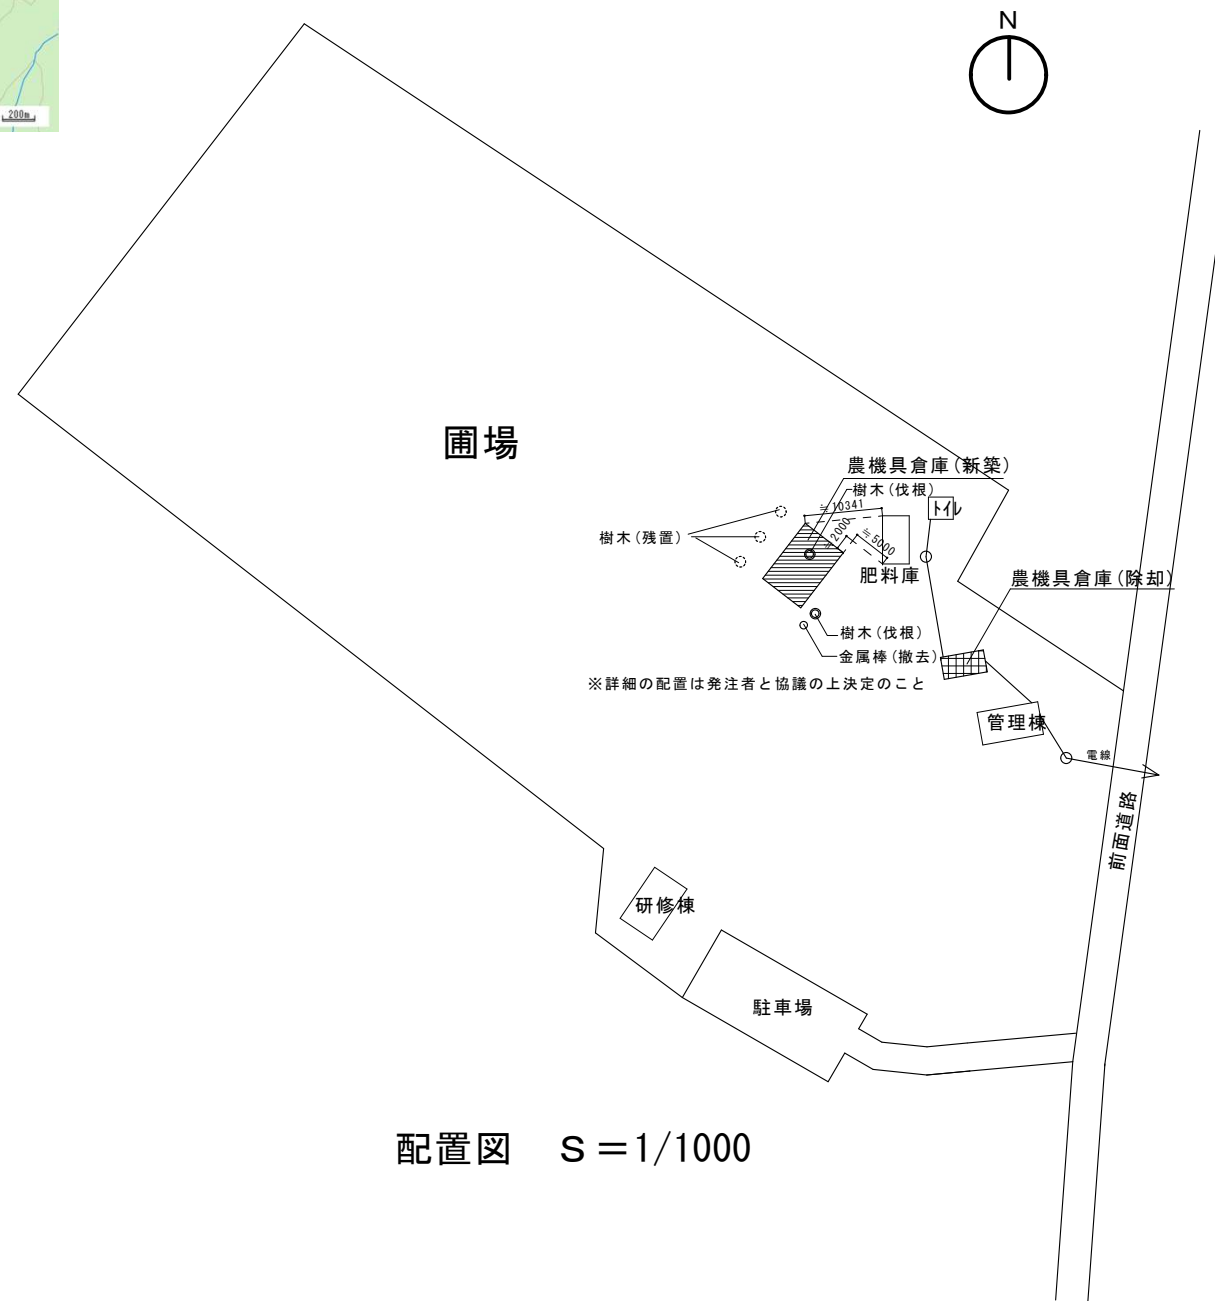 N
200m
圃場
農機具倉庫(新築)
樹木(伐根)
≒10341
トイレ
樹木(残置)
≒2000
≒5000
肥料庫
農機具倉庫(除却)
樹木(伐根)
金属棒(撤去)
※詳細の配置は発注者と協議の上決定のこと
管理棟
電線
前面道路
研修棟
駐車場
配置図 S=1/1000